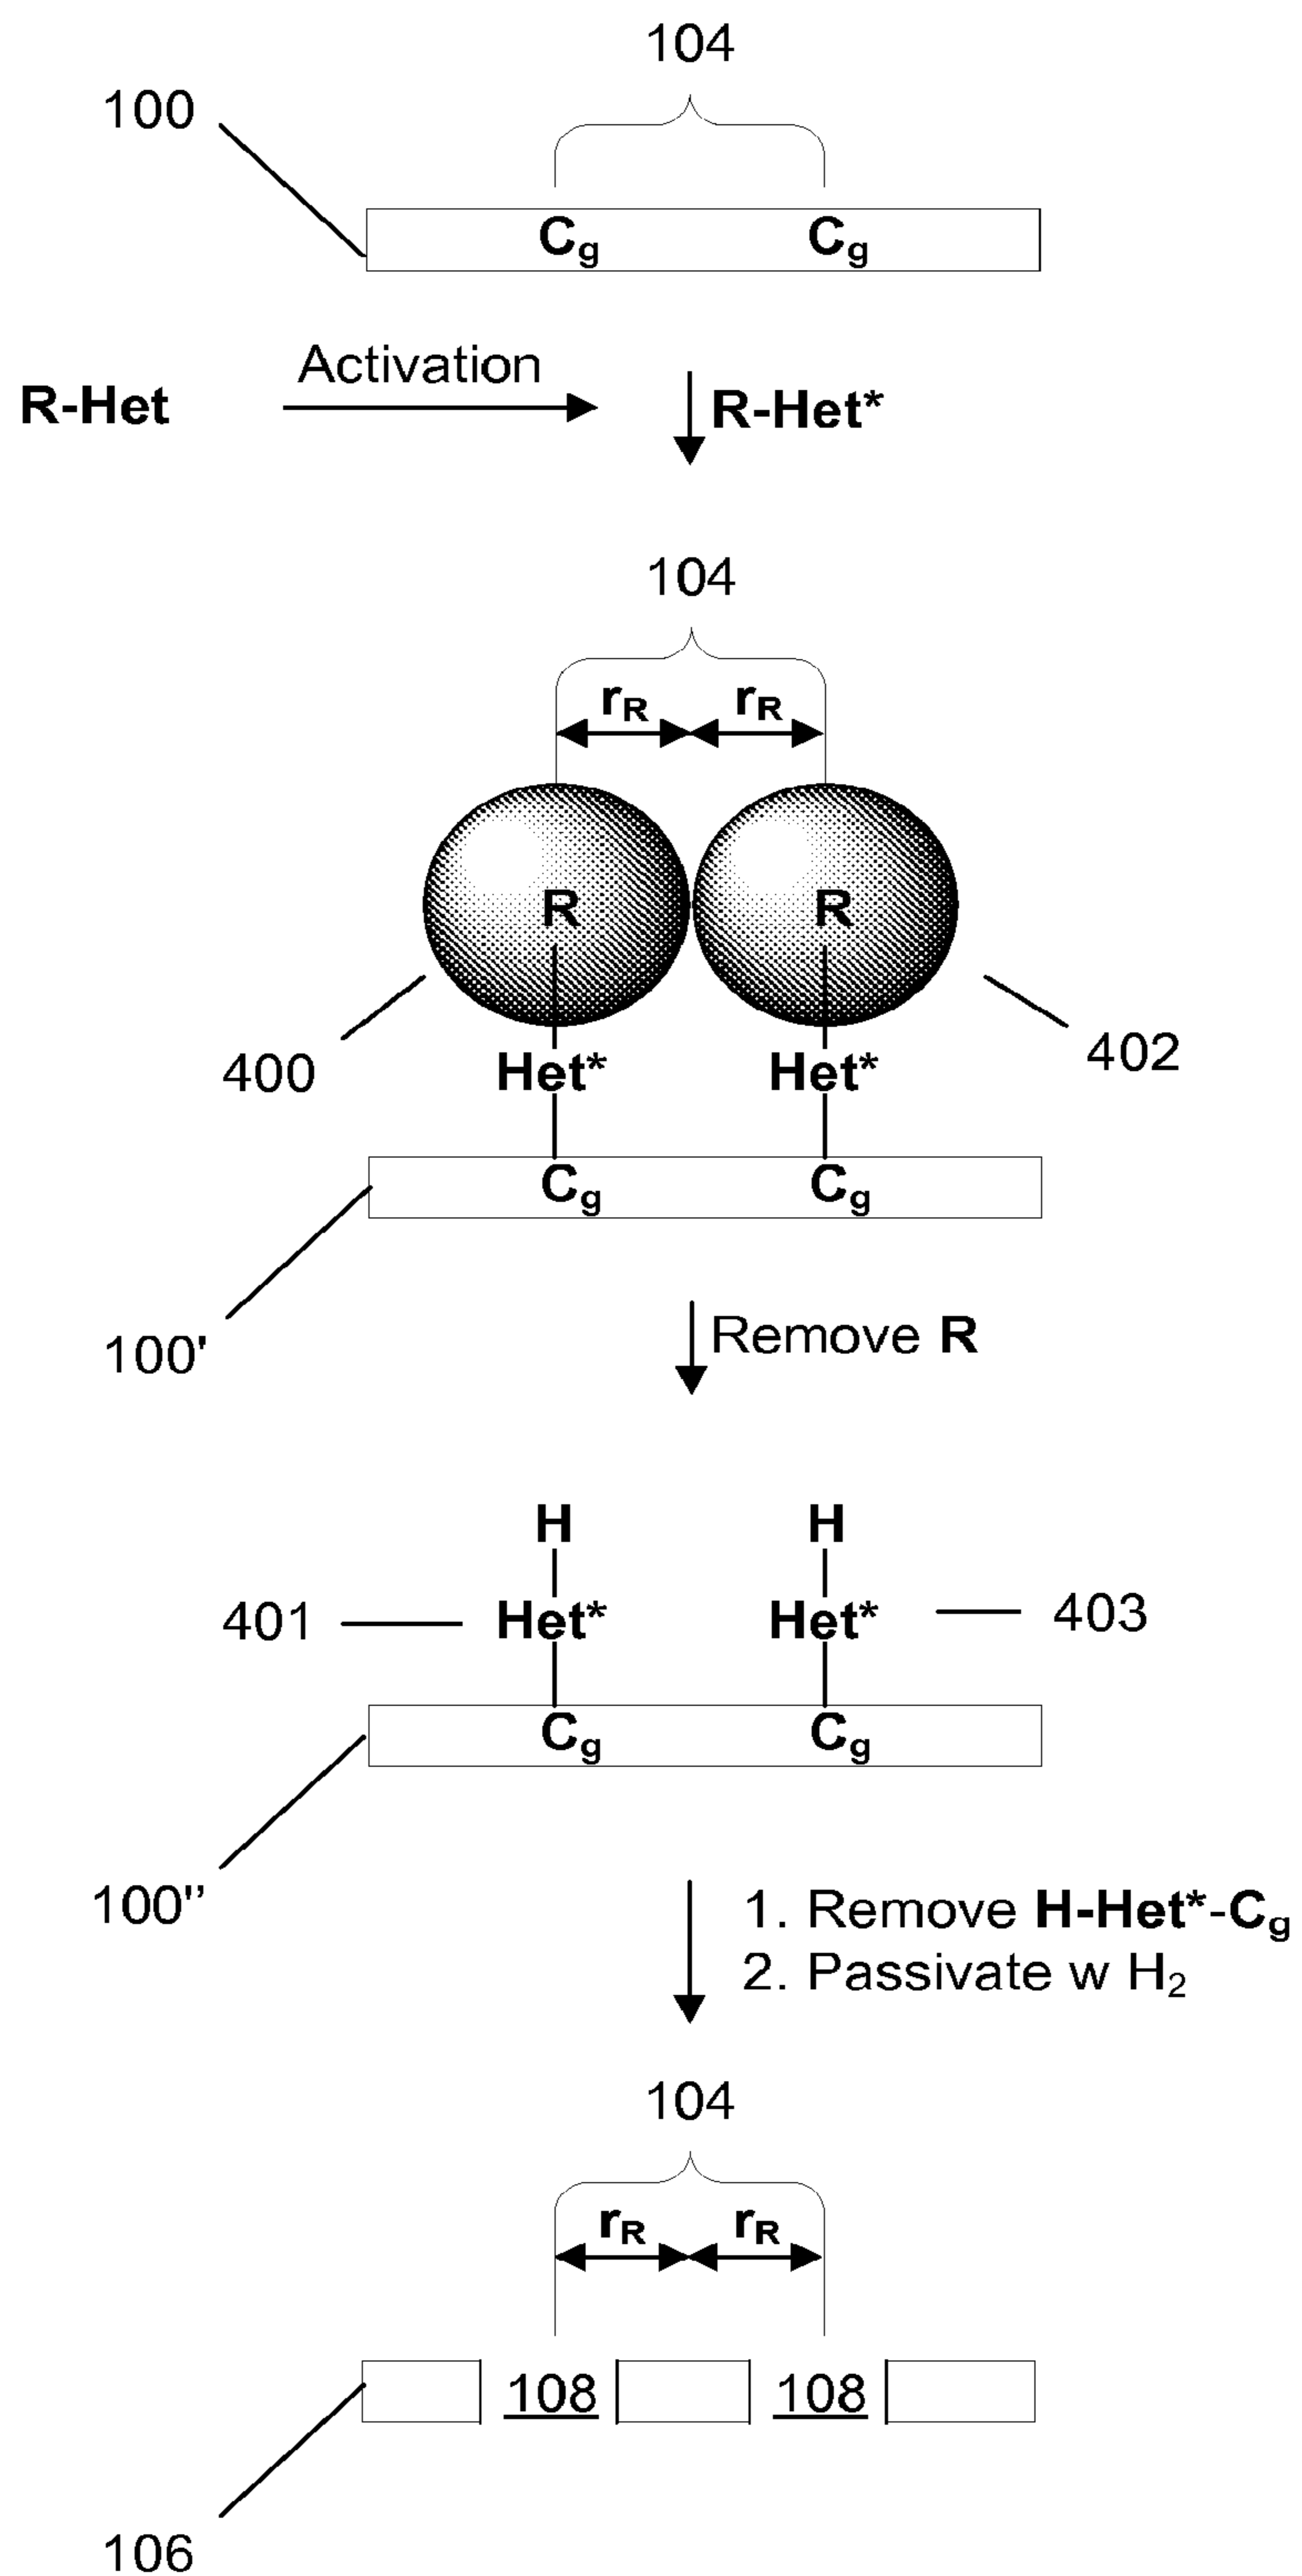 104
100
Cg Cg
Activation
R-Het R-Het*
104
rR rR
R R
400 402
Het* Het*
Cg Cg
100'
Remove R
H H
401 Het* Het* 403
Cg Cg
100"
1. Remove H-Het*-Cg
2. Passivate w H2
104
rR rR
108 108
106